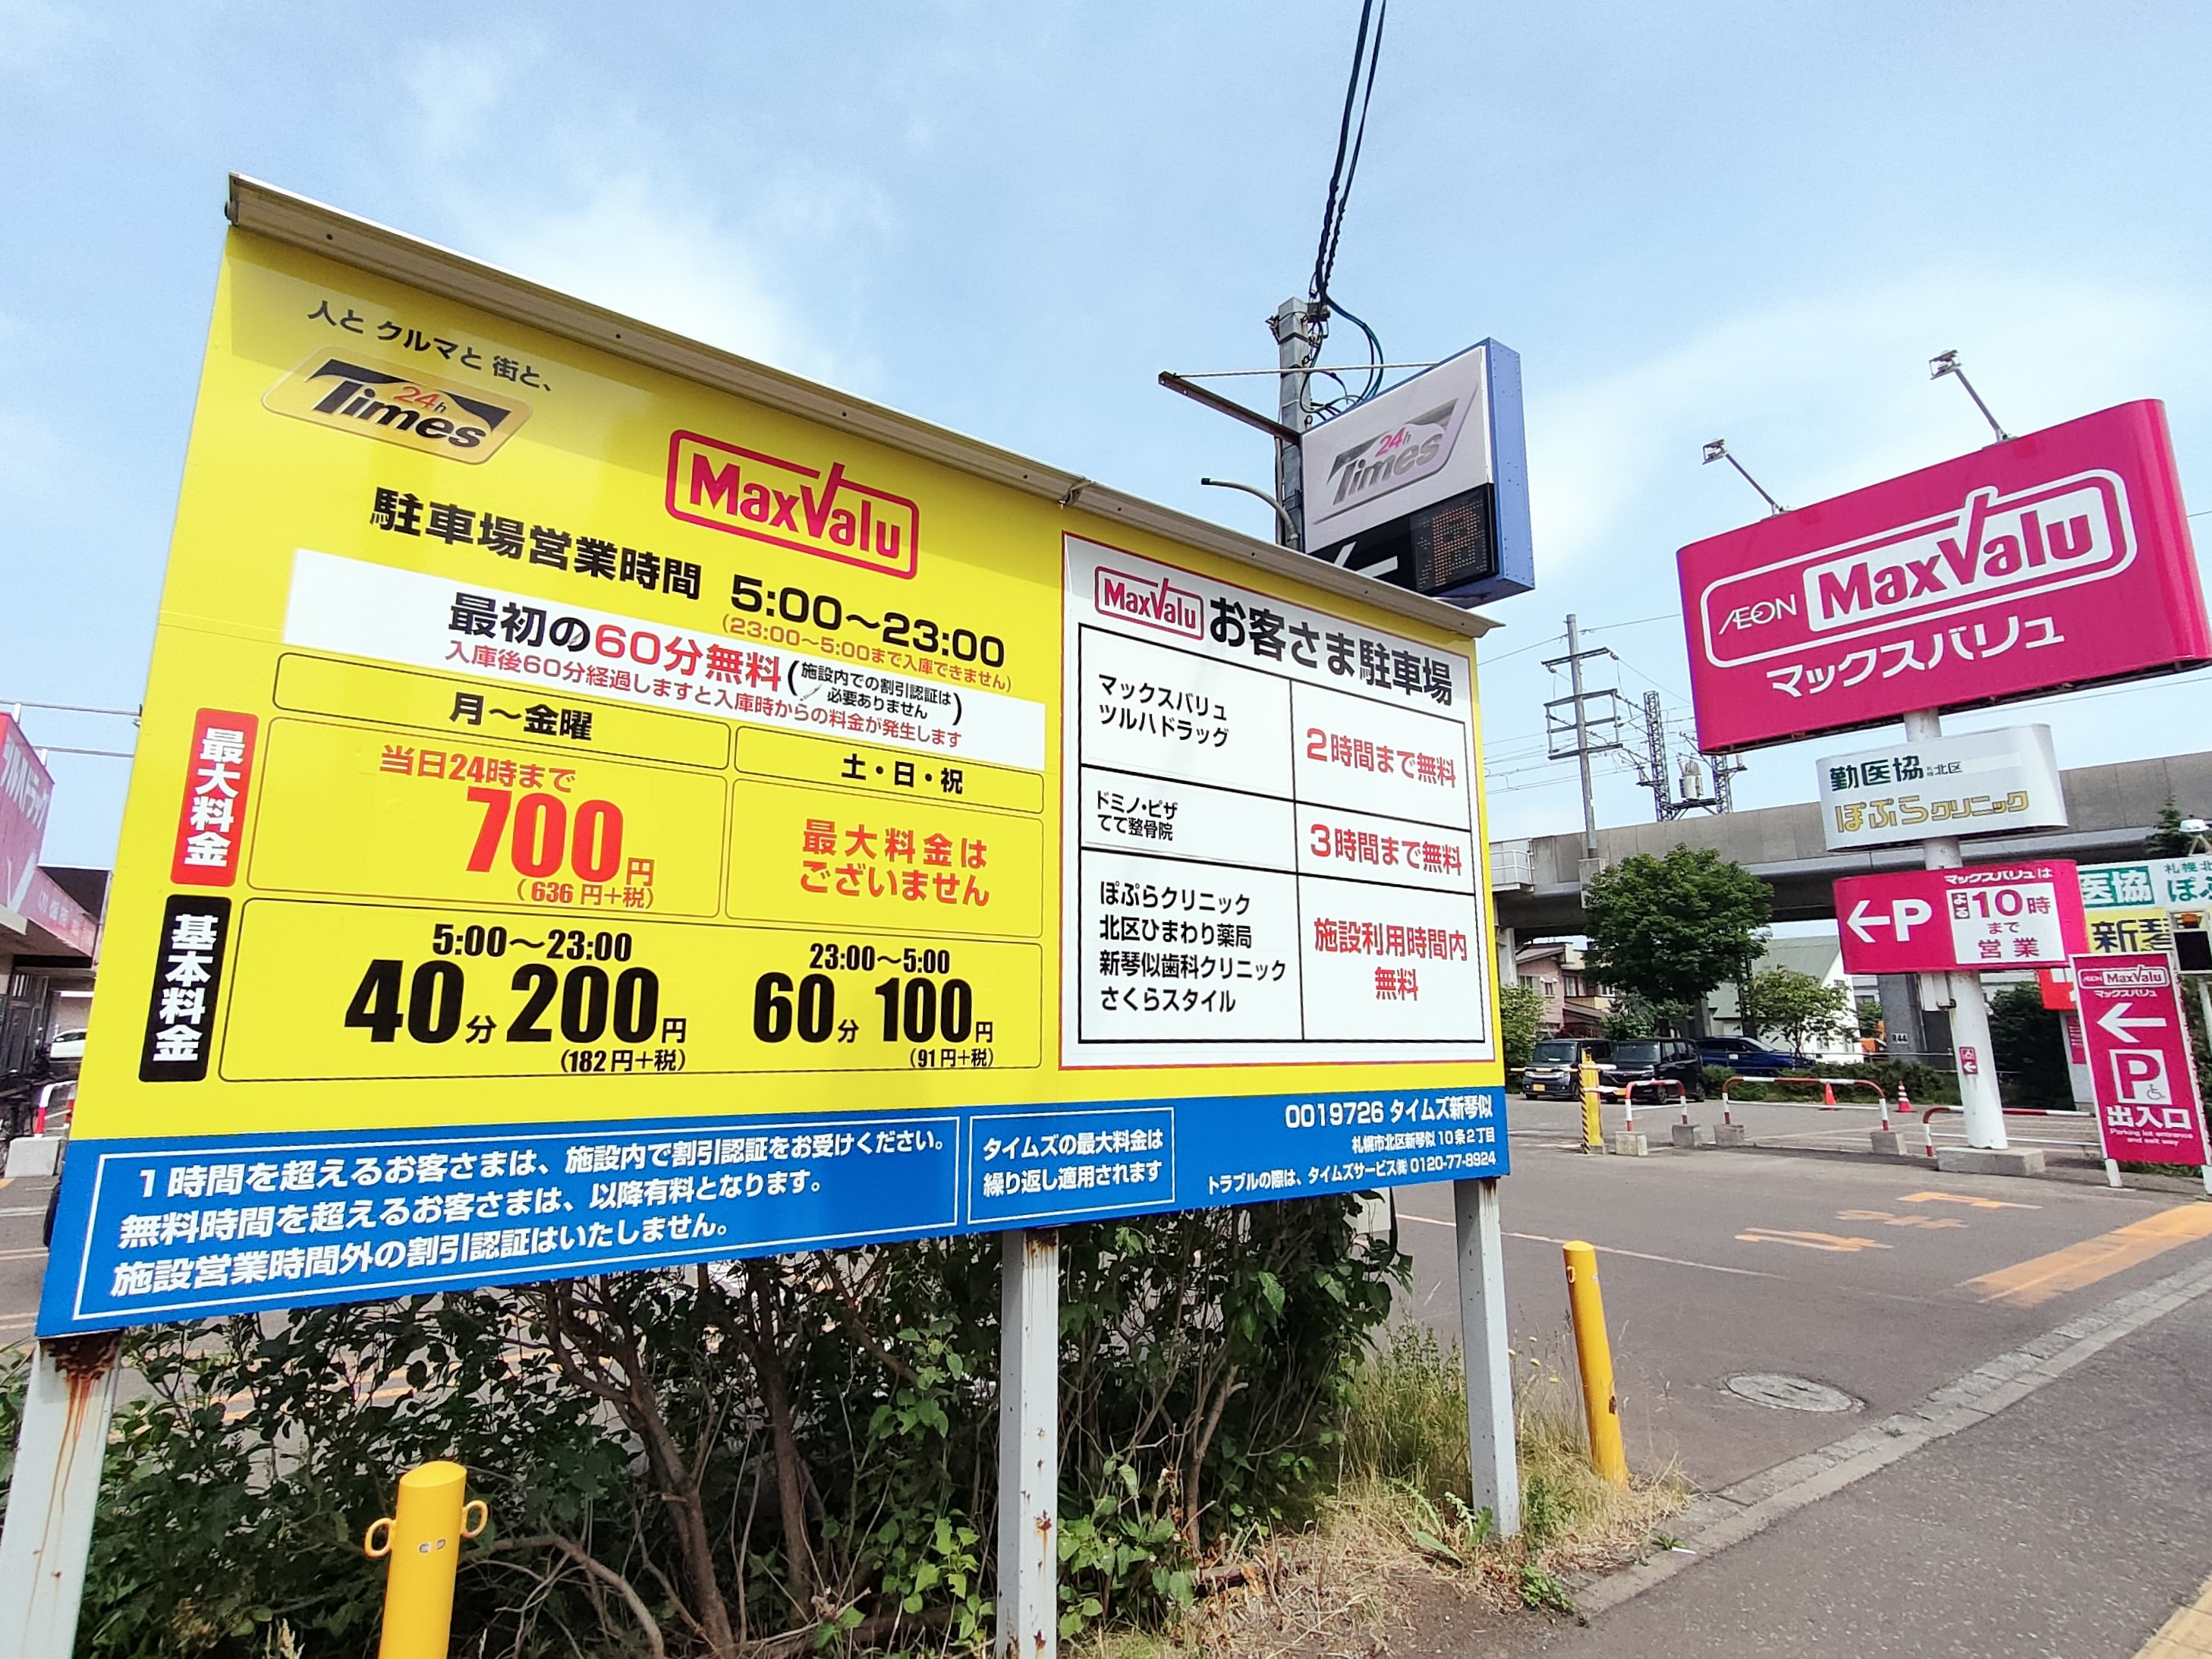 人と クルマと 街と、
24h
Times
MaxValu
駐車場営業時間 5:00～23:00
(23:00～5:00まで入庫できません)
最初の60分無料(施設内での割引認証は
必要ありません)
入庫後60分経過しますと入庫時からの料金が発生します
月～金曜
土・日・祝
最大料金
当日24時まで
700円
(636円+税)
最大料金は
ございません
基本料金
5:00～23:00
40分 200円
(182円+税)
23:00～5:00
60分 100円
(91円+税)
MaxValu お客さま駐車場
マックスバリュ
ツルハドラッグ
2時間まで無料
ドミノ・ピザ
てて整骨院
3時間まで無料
ぽぷらクリニック
北区ひまわり薬局
新琴似歯科クリニック
さくらスタイル
施設利用時間内
無料
1時間を超えるお客さまは、施設内で割引認証をお受けください。
無料時間を超えるお客さまは、以降有料となります。
施設営業時間外の割引認証はいたしません。
タイムズの最大料金は
繰り返し適用されます
0019726 タイムズ新琴似
札幌市北区新琴似10条2丁目
トラブルの際は、タイムズサービス㈱ 0120-77-8924
24h
Times
ÆON MaxValu
マックスバリュ
勤医協 札幌北区
ぽぷらクリニック
マックスバリュは
←P
よる10時
まで
営業
医協
札幌北
ぽぷ
新琴
ÆON MaxValu
マックスバリュ
←
P
出入口
Parking lot entrance
and exit way